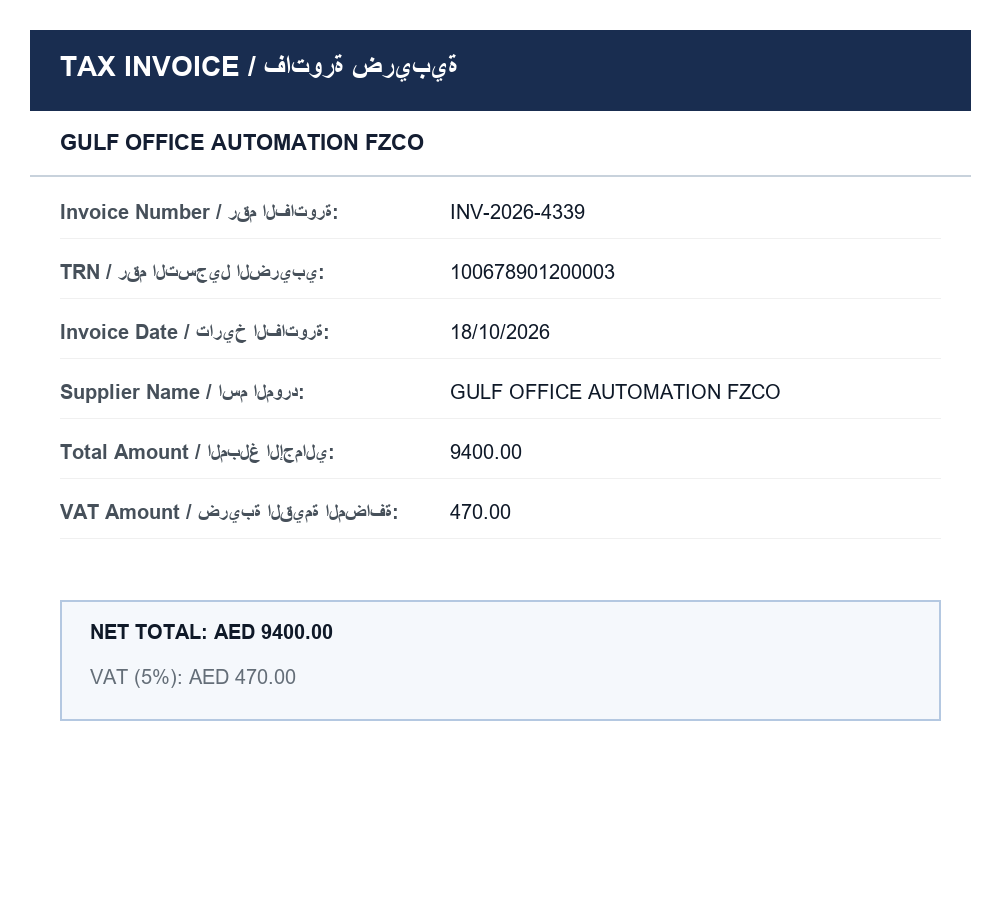 TAX INVOICE / فاتورة ضريبية
GULF OFFICE AUTOMATION FZCO
Invoice Number / رقم الفاتورة: INV-2026-4339
TRN / رقم التسجيل الضريبي: 100678901200003
Invoice Date / تاريخ الفاتورة: 18/10/2026
Supplier Name / اسم المورد: GULF OFFICE AUTOMATION FZCO
Total Amount / المبلغ الإجمالي: 9400.00
VAT Amount / ضريبة القيمة المضافة: 470.00
NET TOTAL: AED 9400.00
VAT (5%): AED 470.00